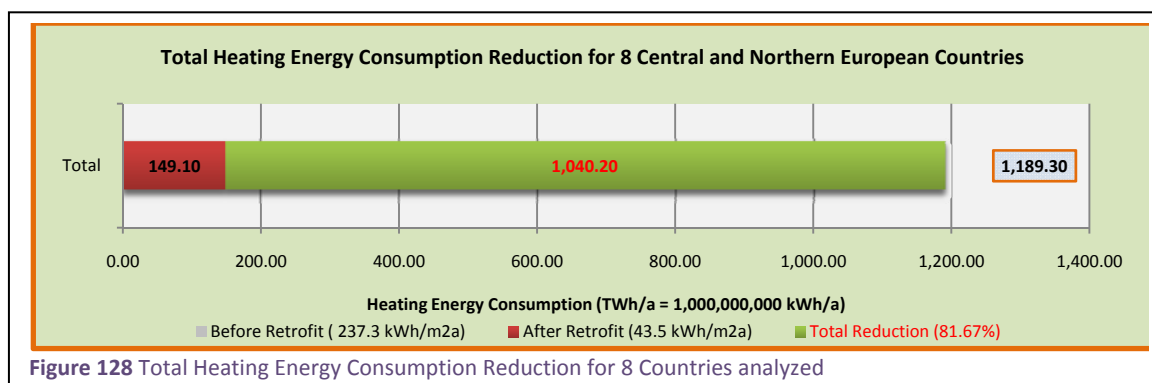 Total Heating Energy Consumption Reduction for 8 Central and Northern European Countries
Total 149.10 1,040.20 1,189.30
0.00 200.00 400.00 600.00 800.00 1,000.00 1,200.00 1,400.00
Heating Energy Consumption (TWh/a = 1,000,000,000 kWh/a)
Before Retrofit ( 237.3 kWh/m2a) After Retrofit (43.5 kWh/m2a) Total Reduction (81.67%)
Figure 128 Total Heating Energy Consumption Reduction for 8 Countries analyzed